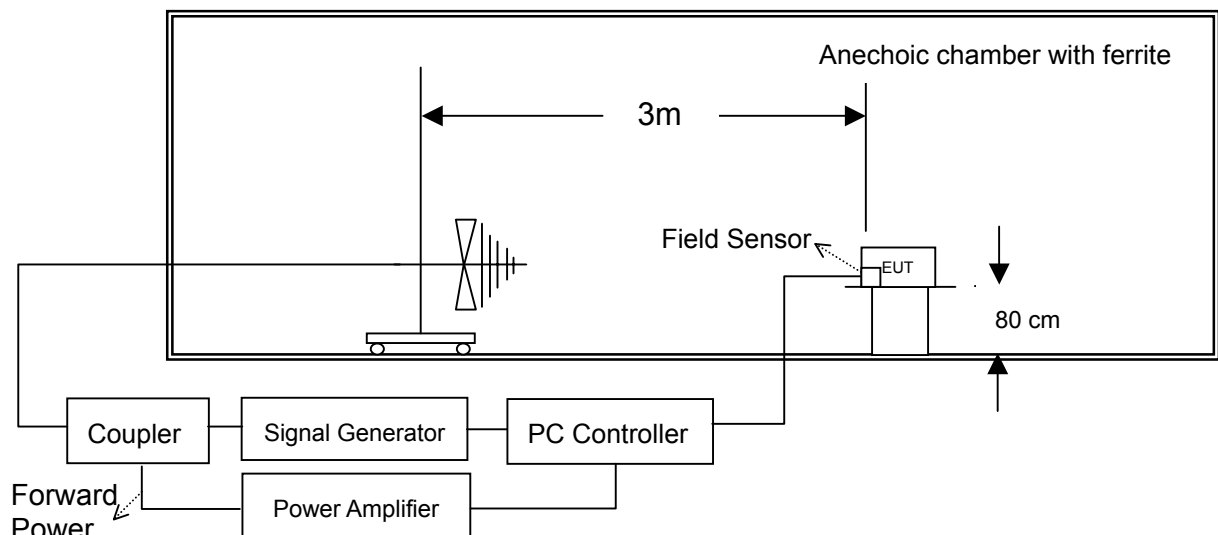 Anechoic chamber with ferrite
3m
Field Sensor
EUT
80 cm
Coupler
Signal Generator
PC Controller
Forward
Power
Power Amplifier